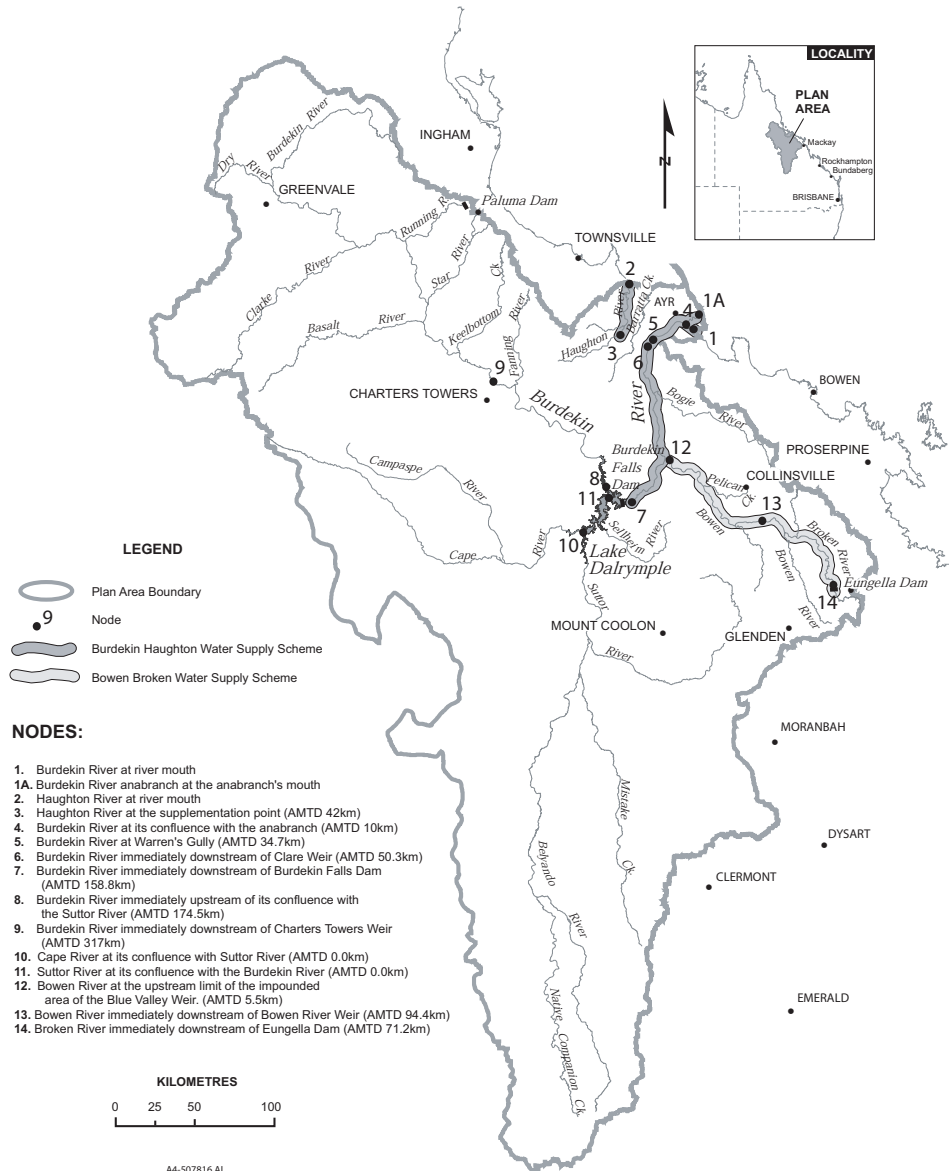 LOCALITY
PLAN
AREA
Mackay
Rockhampton
Bundaberg
BRISBANE
N
INGHAM
Dry
River
Burdekin River
GREENVALE
Running R.
Paluma Dam
TOWNSVILLE
Clarke
River
Star
River
Ck.
Keelbottom
Fanning
River
Basalt
River
2
River
Barratta Ck.
Haughton
3
AYR
4
1A
1
5
6
9
CHARTERS TOWERS
Burdekin
River
Bogie
River
BOWEN
PROSERPINE
COLLINSVILLE
Burdekin
Falls
Dam
12
Pelican
Ck.
13
Bowen
Broken
River
Campaspe
River
8
11
7
10
Sellheim
River
Lake
Dalrymple
Cape
River
Bowen
River
Eungella Dam
14
Suttor
River
MOUNT COOLON
GLENDEN
MORANBAH
Mistake
Ck.
DYSART
CLERMONT
Belyando
River
EMERALD
Native Companion Ck.
LEGEND
Plan Area Boundary
9 Node
Burdekin Haughton Water Supply Scheme
Bowen Broken Water Supply Scheme
NODES:
1. Burdekin River at river mouth
1A. Burdekin River anabranch at the anabranch's mouth
2. Haughton River at river mouth
3. Haughton River at the supplementation point (AMTD 42km)
4. Burdekin River at its confluence with the anabranch (AMTD 10km)
5. Burdekin River at Warren's Gully (AMTD 34.7km)
6. Burdekin River immediately downstream of Clare Weir (AMTD 50.3km)
7. Burdekin River immediately downstream of Burdekin Falls Dam
(AMTD 158.8km)
8. Burdekin River immediately upstream of its confluence with
the Suttor River (AMTD 174.5km)
9. Burdekin River immediately downstream of Charters Towers Weir
(AMTD 317km)
10. Cape River at its confluence with Suttor River (AMTD 0.0km)
11. Suttor River at its confluence with the Burdekin River (AMTD 0.0km)
12. Bowen River at the upstream limit of the impounded
area of the Blue Valley Weir. (AMTD 5.5km)
13. Bowen River immediately downstream of Bowen River Weir (AMTD 94.4km)
14. Broken River immediately downstream of Eungella Dam (AMTD 71.2km)
KILOMETRES
0 25 50 100
A4-507816.AI